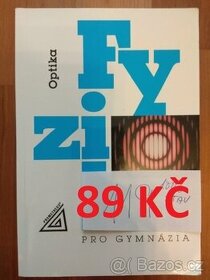 Optika
Fy
zi
89 KČ
PRO GYMNÁZIA
Bazos.cz